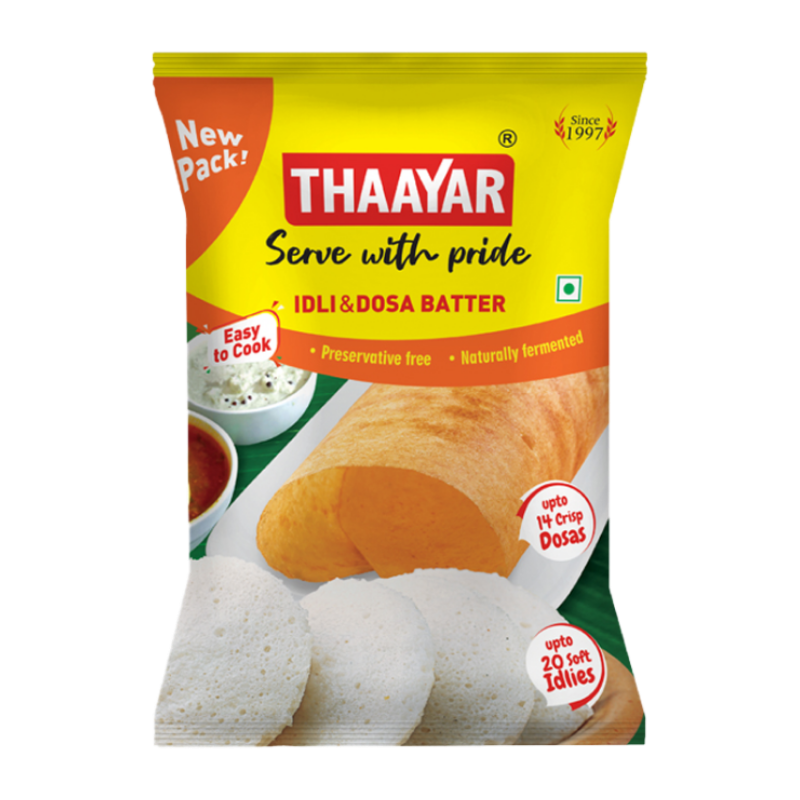 New
Pack!
Since
1997
®
THAAYAR
Serve with pride
IDLI & DOSA BATTER
Easy
to Cook
• Preservative free • Naturally fermented
upto
14 Crisp
Dosas
upto
20 Soft
Idlies